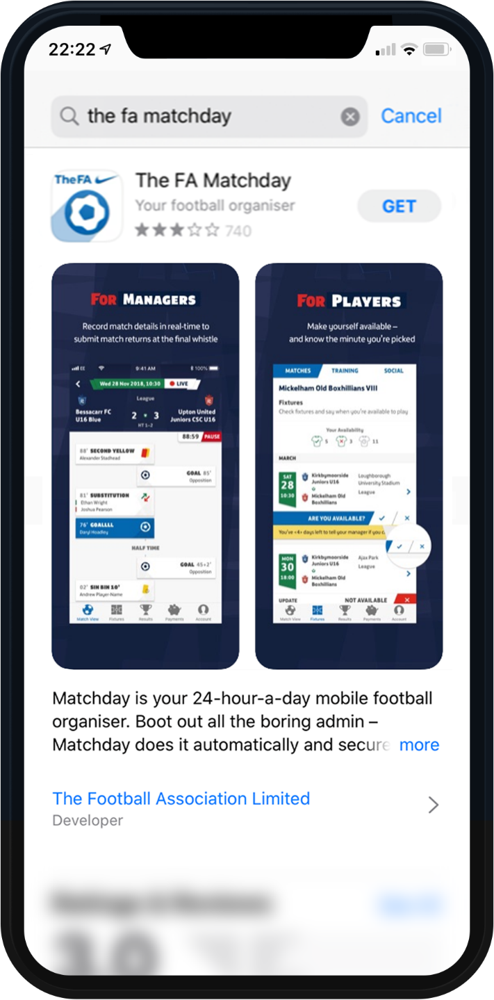 22:22
the fa matchday
Cancel
TheFA
The FA Matchday
Your football organiser
740
GET
FOR MANAGERS
Record match details in real-time to
submit match returns at the final whistle
EE
9:41 AM
100%
Wed 28 Nov 2018, 10:30
LIVE
League
Bessacarr FC
U16 Blue
2 - 3
Upton United
Juniors CSC U16
HT 1-2
88:59 PAUSE
88' SECOND YELLOW
Alexander Stadhead
GOAL 85'
Opposition
81' SUBSTITUTION
Ethan Wright
Joshua Pearson
76' GOALLLL
Daryl Hoadley
HALF TIME
GOAL 45+2'
Opposition
02' SIN BIN 10'
Andrew Player-Name
Match View
Fixtures
Results
Payments
Account
FOR PLAYERS
Make yourself available –
and know the minute you're picked
MATCHES
TRAINING
SOCIAL
Mickelham Old Boxhillians VIII
Fixtures
Check fixtures and say when you're available to play
Your Availability
5
3
11
MARCH
SAT
28
10:30
Kirkbymoorside
Juniors U16
Mickelham Old
Boxhillians
Loughborough
University Stadium
League
ARE YOU AVAILABLE?
You've <4> days left to tell your manager if you
MON
30
18:00
Kirkbymoorside
Juniors U16
Mickelham Old
Boxhillians
Ajax Park
League
UPDATE
NOT AVAILABLE
Match View
Fixtures
Results
Payments
Account
Matchday is your 24-hour-a-day mobile football
organiser. Boot out all the boring admin –
Matchday does it automatically and secure more
The Football Association Limited
Developer